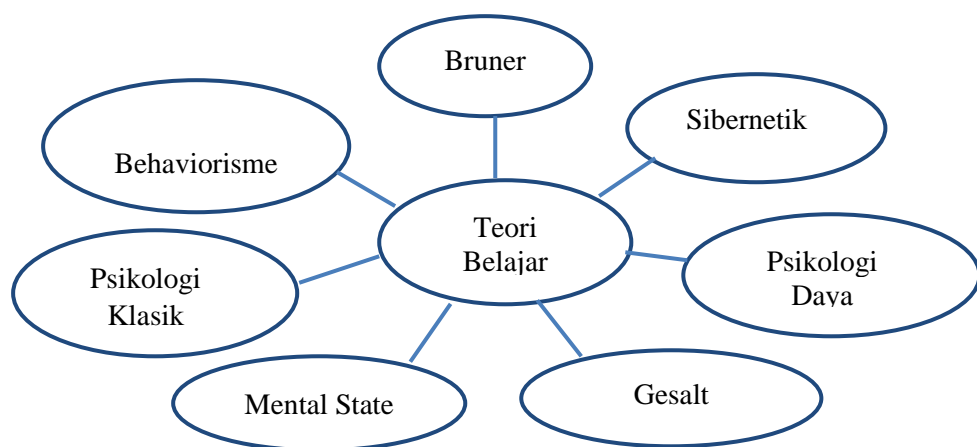 Bruner
Sibernetik
Behaviorisme
Teori
Belajar
Psikologi
Klasik
Psikologi
Daya
Mental State
Gesalt